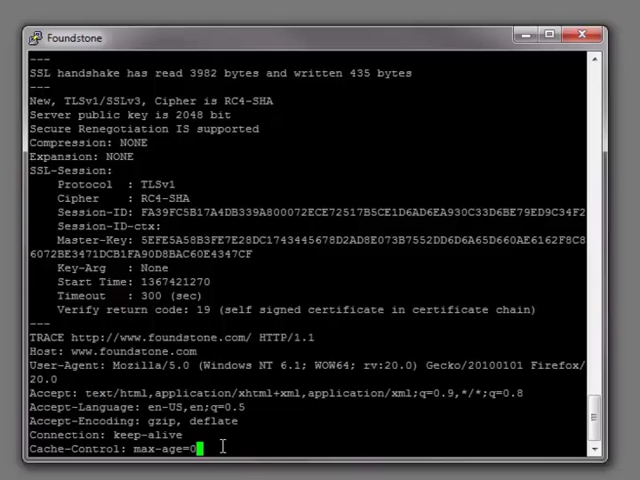 Foundstone
---
SSL handshake has read 3982 bytes and written 435 bytes
---
New, TLSv1/SSLv3, Cipher is RC4-SHA
Server public key is 2048 bit
Secure Renegotiation IS supported
Compression: NONE
Expansion: NONE
SSL-Session:
    Protocol  : TLSv1
    Cipher    : RC4-SHA
    Session-ID: FA39FC5B17A4DB339A800072ECE72517B5CE1D6AD6EA930C33D6BE79ED9C34F2
    Session-ID-ctx:
    Master-Key: 5EFE5A58B3FE7E28DC1743445678D2AD8E073B7552DD6D6A65D660AE6162F8C8
6072BE3471DCB1FA90D8BAC60E4347CF
    Key-Arg   : None
    Start Time: 1367421270
    Timeout   : 300 (sec)
    Verify return code: 19 (self signed certificate in certificate chain)
---
TRACE http://www.foundstone.com/ HTTP/1.1
Host: www.foundstone.com
User-Agent: Mozilla/5.0 (Windows NT 6.1; WOW64; rv:20.0) Gecko/20100101 Firefox/
20.0
Accept: text/html,application/xhtml+xml,application/xml;q=0.9,*/*;q=0.8
Accept-Language: en-US,en;q=0.5
Accept-Encoding: gzip, deflate
Connection: keep-alive
Cache-Control: max-age=0